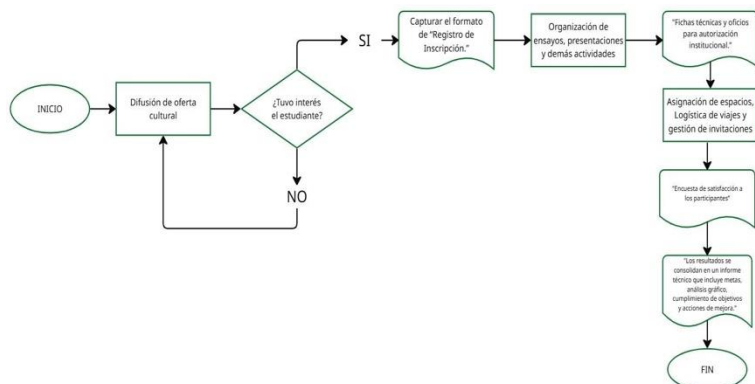 INICIO
Difusión de oferta
cultural
¿Tuvo interés
el estudiante?
SI
NO
Capturar el formato
de “Registro de
Inscripción.”
Organización de
ensayos, presentaciones
y demás actividades
“Fichas técnicas y oficios
para autorización
institucional.”
Asignación de espacios,
Logística de viajes y
gestión de invitaciones
“Encuesta de satisfacción a
los participantes”
“Los resultados se
consolidan en un informe
técnico que incluye metas,
análisis gráfico,
cumplimiento de objetivos
y acciones de mejora.”
FIN